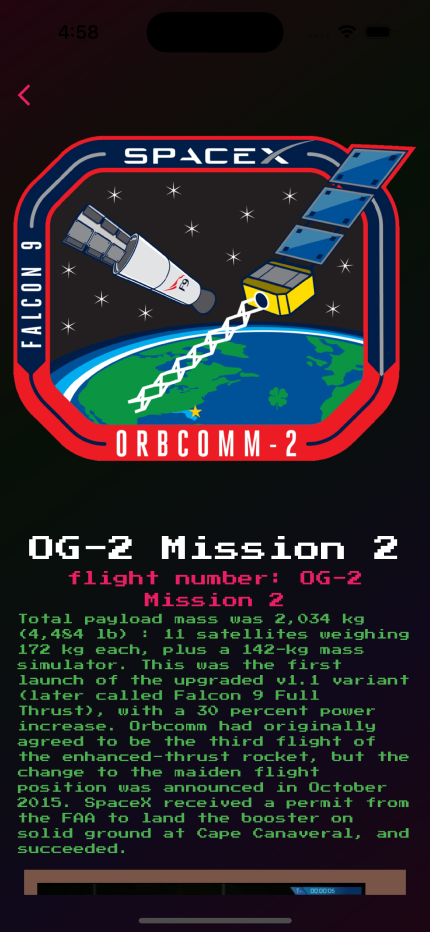 4:58
SPACEX
FALCON 9
F9
ORBCOMM-2
OG-2 Mission 2
flight number: OG-2
Mission 2
Total payload mass was 2,034 kg
(4,484 lb) : 11 satellites weighing
172 kg each, plus a 142-kg mass
simulator. This was the first
launch of the upgraded v1.1 variant
(later called Falcon 9 Full
Thrust), with a 30 percent power
increase. Orbcomm had originally
agreed to be the third flight of
the enhanced-thrust rocket, but the
change to the maiden flight
position was announced in October
2015. SpaceX received a permit from
the FAA to land the booster on
solid ground at Cape Canaveral, and
succeeded.
00:00:05